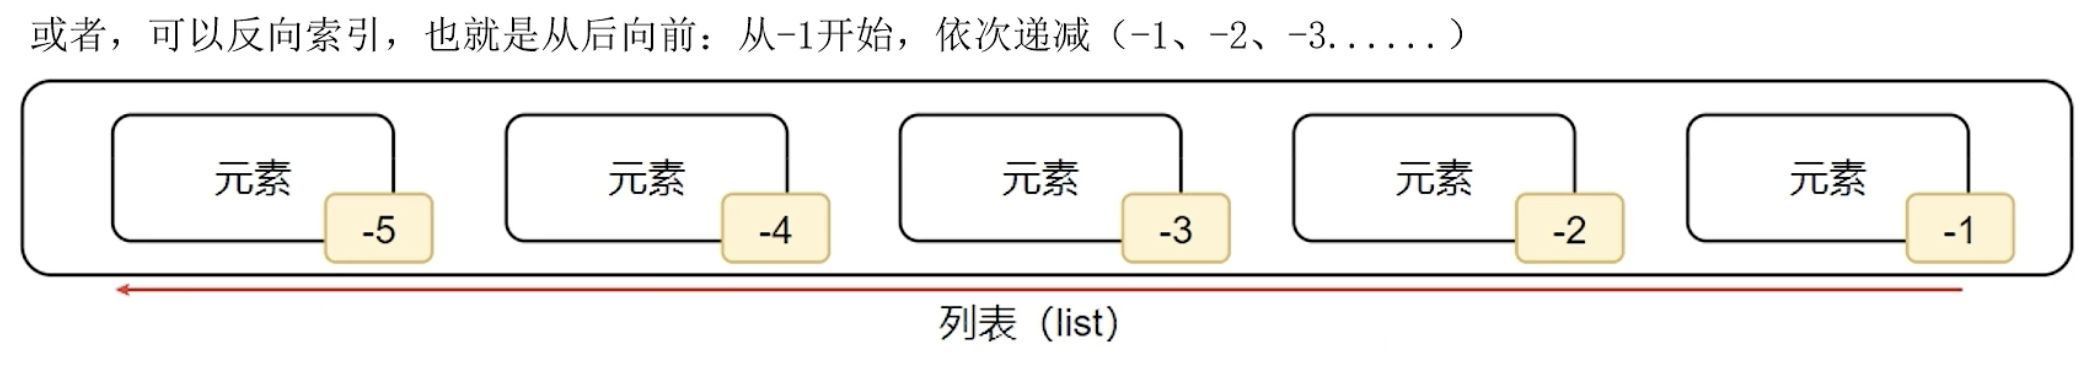 或者，可以反向索引，也就是从后向前：从-1开始，依次递减（-1、-2、-3......）
元素 元素 元素 元素 元素
-5 -4 -3 -2 -1
列表（list）